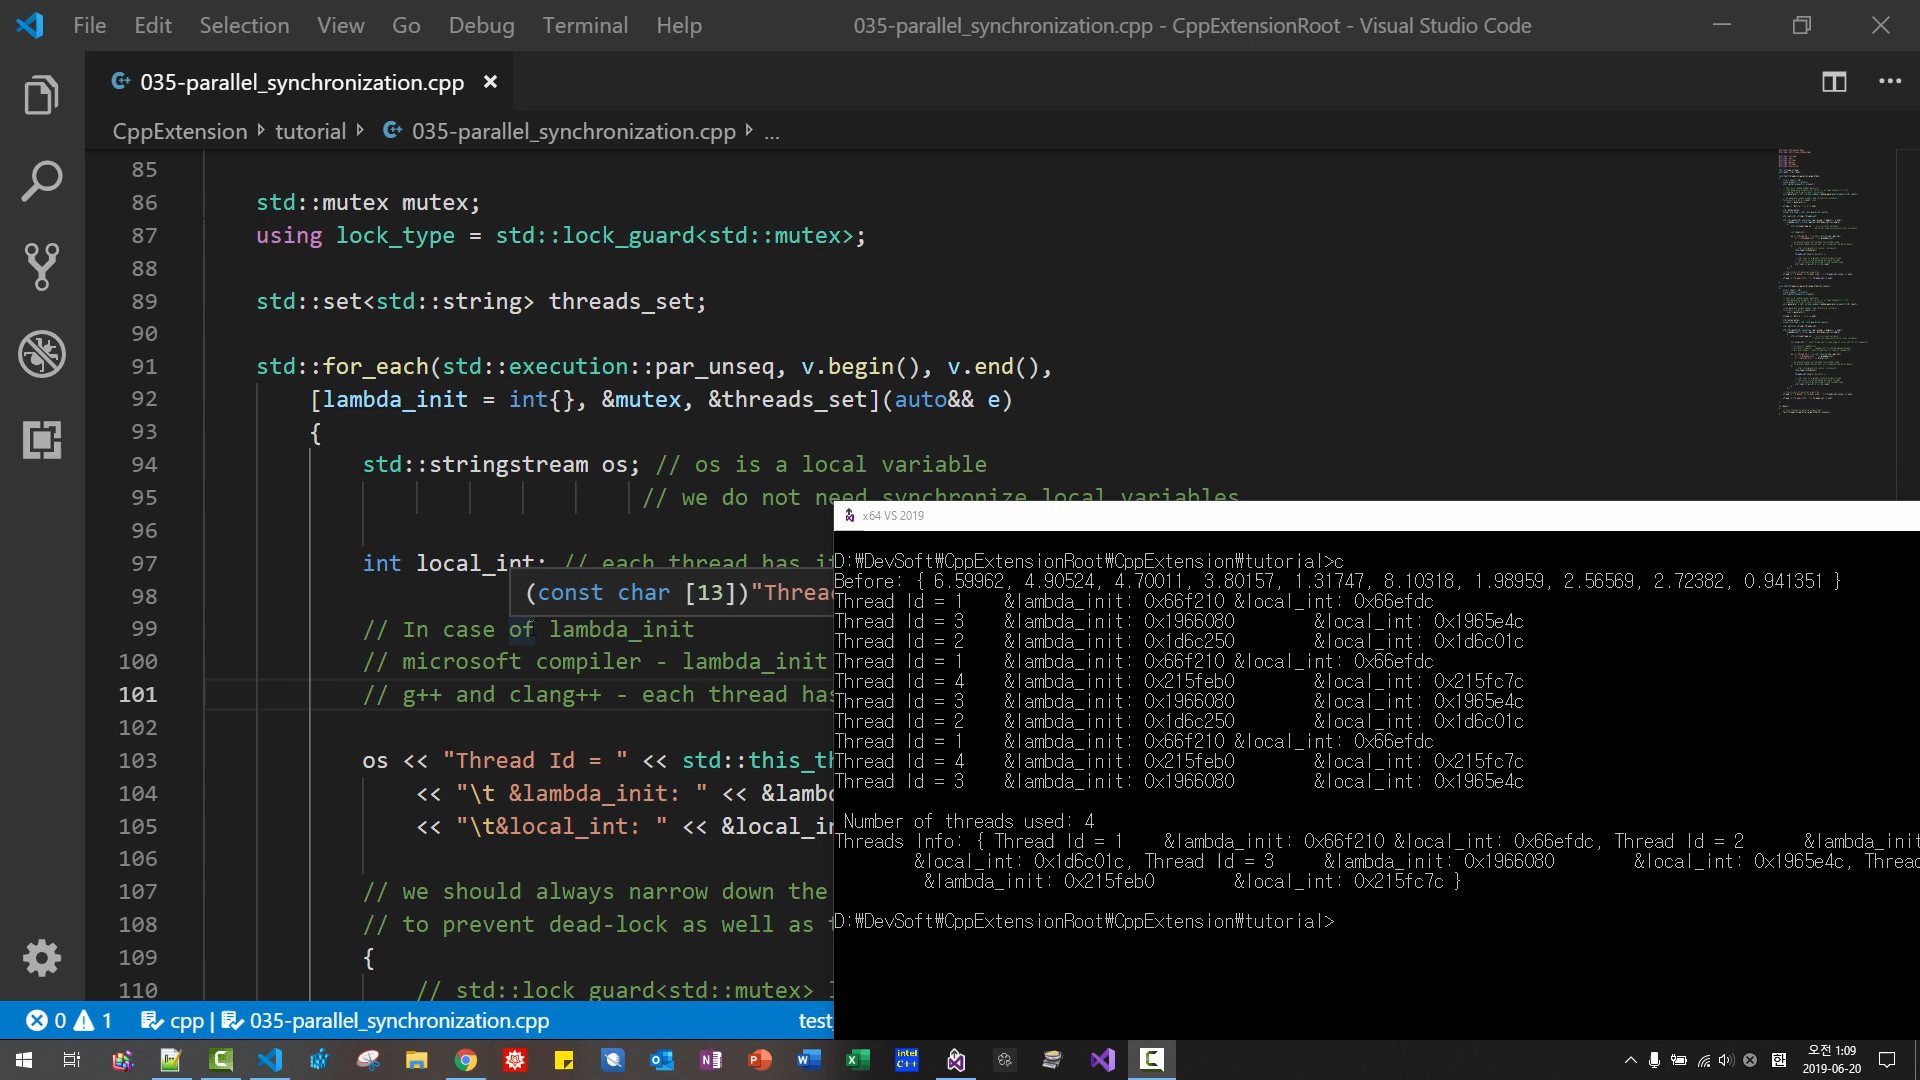 File Edit Selection View Go Debug Terminal Help 035-parallel_synchronization.cpp - CppExtensionRoot - Visual Studio Code
035-parallel_synchronization.cpp
CppExtension tutorial 035-parallel_synchronization.cpp ...
85
86 std::mutex mutex;
87 using lock_type = std::lock_guard<std::mutex>;
88
89 std::set<std::string> threads_set;
90
91 std::for_each(std::execution::par_unseq, v.begin(), v.end(),
92 [lambda_init = int{}, &mutex, &threads_set](auto&& e)
93 {
94 std::stringstream os; // os is a local variable
95 // we do not need synchronize local variables
96
97 int local_int; // each thread has it
98 (const char [13])"Threa
99 // In case of lambda_init
100 // microsoft compiler - lambda_init
101 // g++ and clang++ - each thread has
102
103 os << "Thread Id = " << std::this_th
104 << "\t &lambda_init: " << &lambd
105 << "\t&local_int: " << &local_in
106
107 // we should always narrow down the
108 // to prevent dead-lock as well as
109 {
110 // std::lock_guard<std::mutex>
x64 VS 2019
D:₩DevSoft₩CppExtensionRoot₩CppExtension₩tutorial>c
Before: { 6.59962, 4.90524, 4.70011, 3.80157, 1.31747, 8.10318, 1.98959, 2.56569, 2.72382, 0.941351 }
Thread Id = 1 &lambda_init: 0x66f210 &local_int: 0x66efdc
Thread Id = 3 &lambda_init: 0x1966080 &local_int: 0x1965e4c
Thread Id = 2 &lambda_init: 0x1d6c250 &local_int: 0x1d6c01c
Thread Id = 1 &lambda_init: 0x66f210 &local_int: 0x66efdc
Thread Id = 4 &lambda_init: 0x215feb0 &local_int: 0x215fc7c
Thread Id = 3 &lambda_init: 0x1966080 &local_int: 0x1965e4c
Thread Id = 2 &lambda_init: 0x1d6c250 &local_int: 0x1d6c01c
Thread Id = 1 &lambda_init: 0x66f210 &local_int: 0x66efdc
Thread Id = 4 &lambda_init: 0x215feb0 &local_int: 0x215fc7c
Thread Id = 3 &lambda_init: 0x1966080 &local_int: 0x1965e4c
Number of threads used: 4
Threads Info: { Thread Id = 1 &lambda_init: 0x66f210 &local_int: 0x66efdc, Thread Id = 2 &lambda_init
&local_int: 0x1d6c01c, Thread Id = 3 &lambda_init: 0x1966080 &local_int: 0x1965e4c, Threa
&lambda_init: 0x215feb0 &local_int: 0x215fc7c }
D:₩DevSoft₩CppExtensionRoot₩CppExtension₩tutorial>
0 1 cpp | 035-parallel_synchronization.cpp test_
intel C++
오전 1:09
2019-06-20